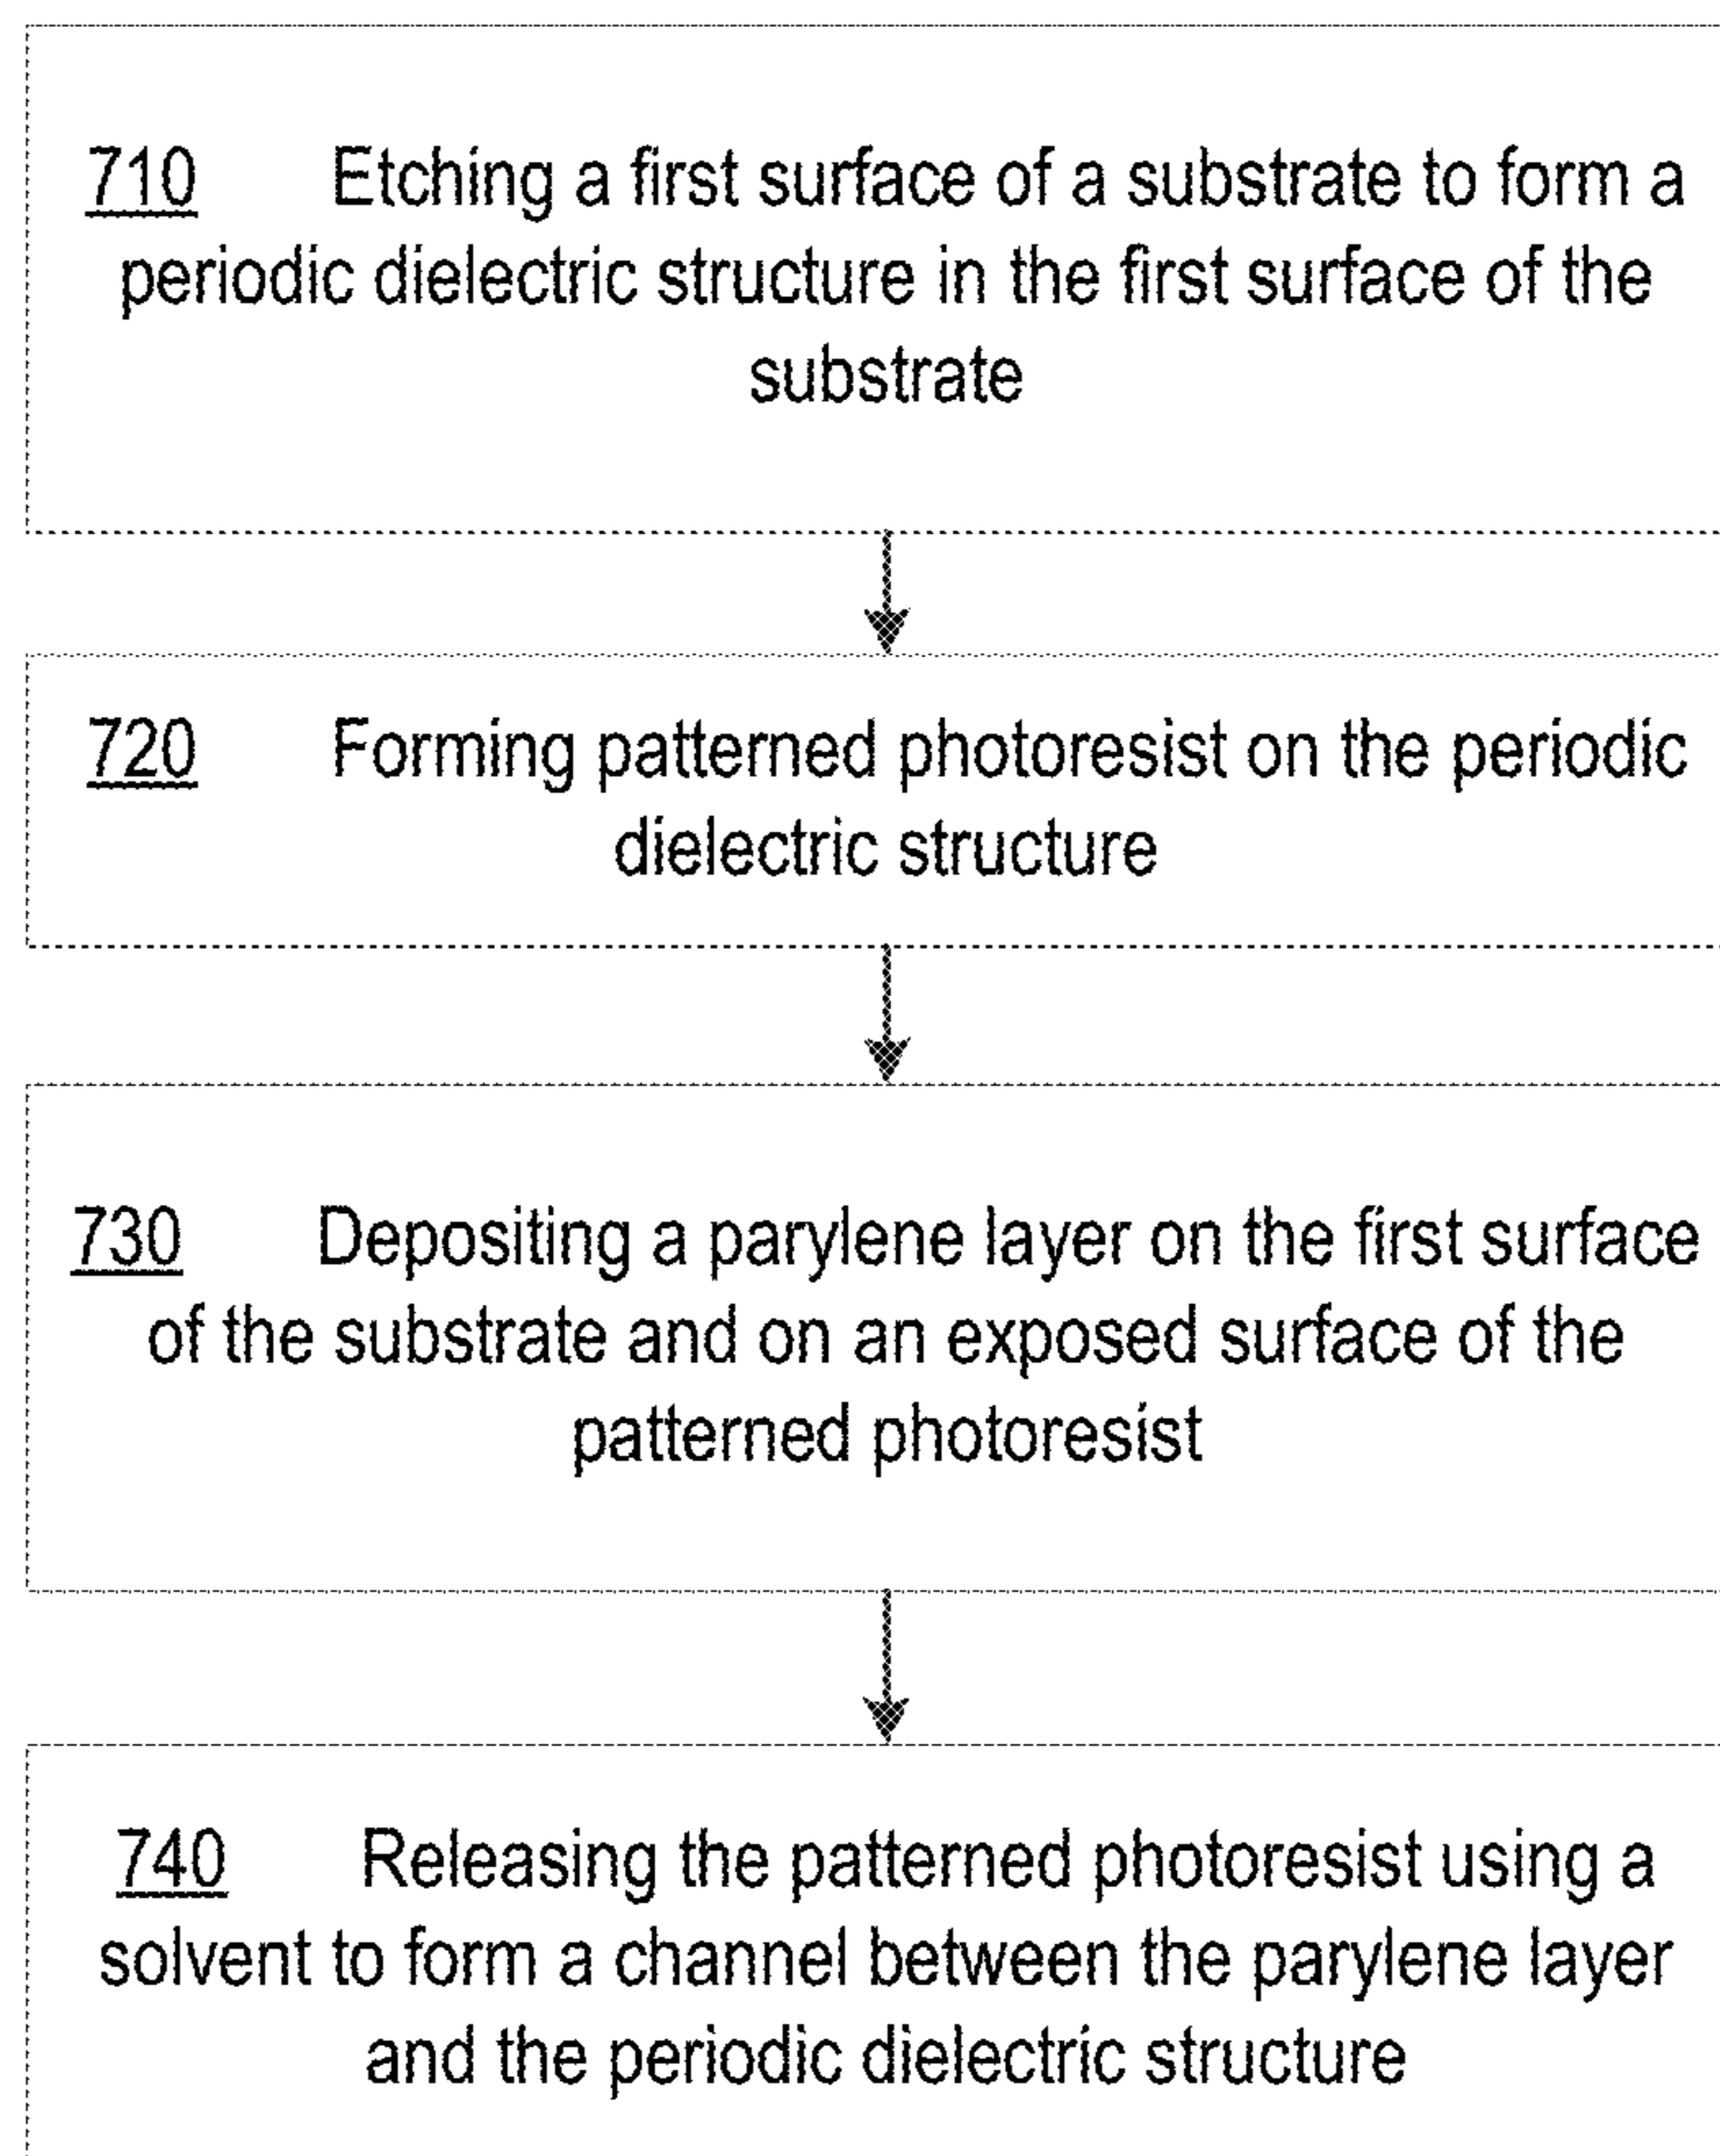 710 Etching a first surface of a substrate to form a
periodic dielectric structure in the first surface of the
substrate
720 Forming patterned photoresist on the periodic
dielectric structure
730 Depositing a parylene layer on the first surface
of the substrate and on an exposed surface of the
patterned photoresist
740 Releasing the patterned photoresist using a
solvent to form a channel between the parylene layer
and the periodic dielectric structure